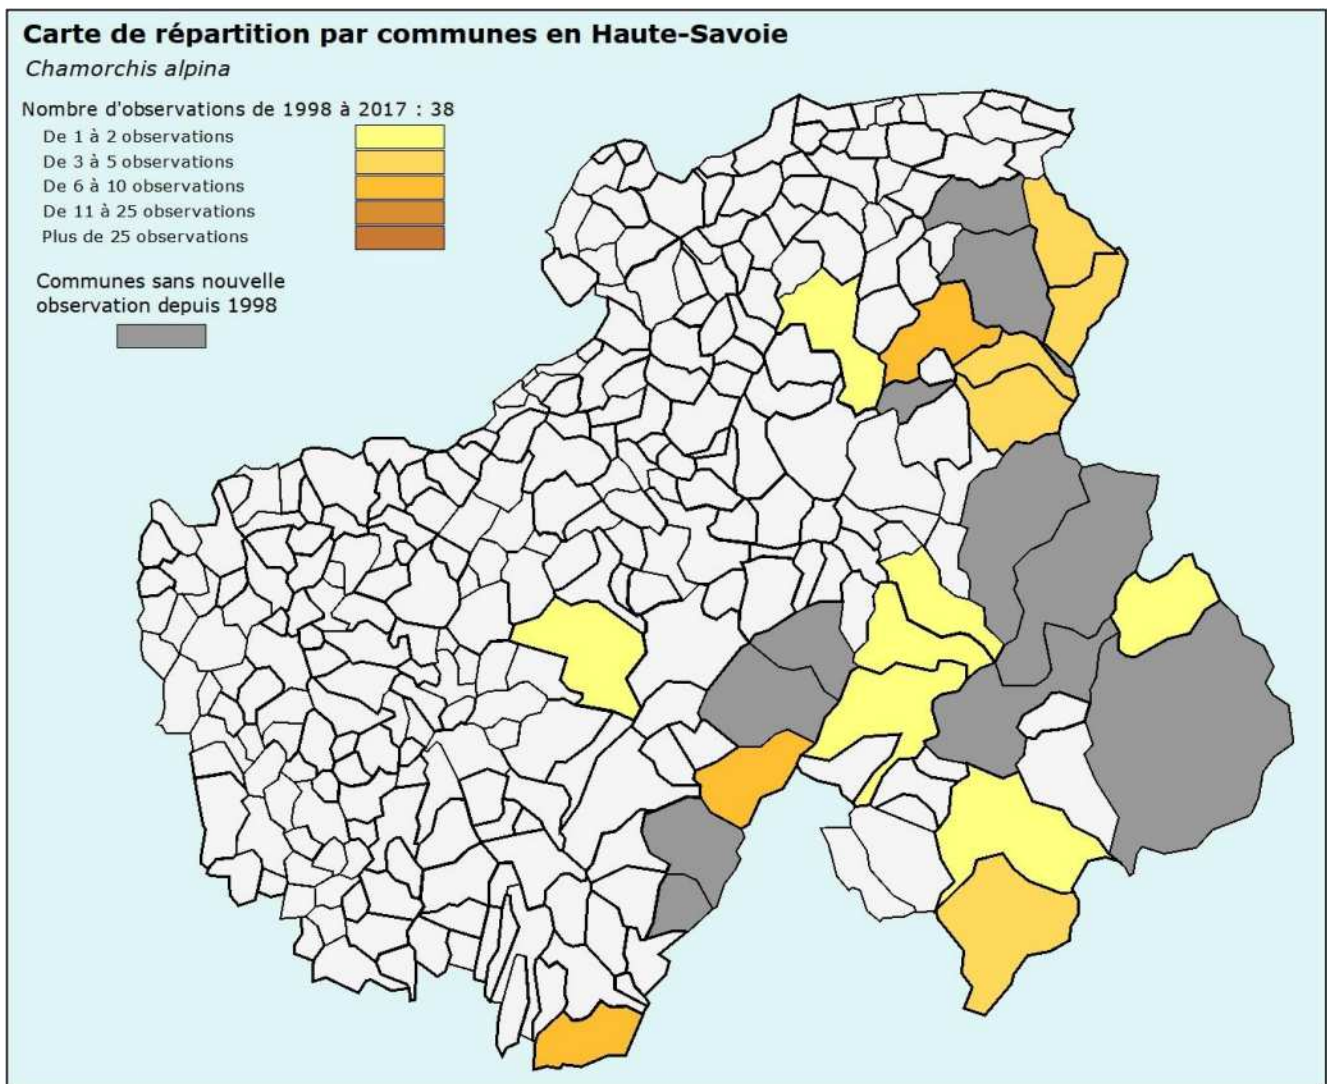 Carte de répartition par communes en Haute-Savoie
Chamorchis alpina
Nombre d'observations de 1998 à 2017 : 38
De 1 à 2 observations
De 3 à 5 observations
De 6 à 10 observations
De 11 à 25 observations
Plus de 25 observations
Communes sans nouvelle
observation depuis 1998